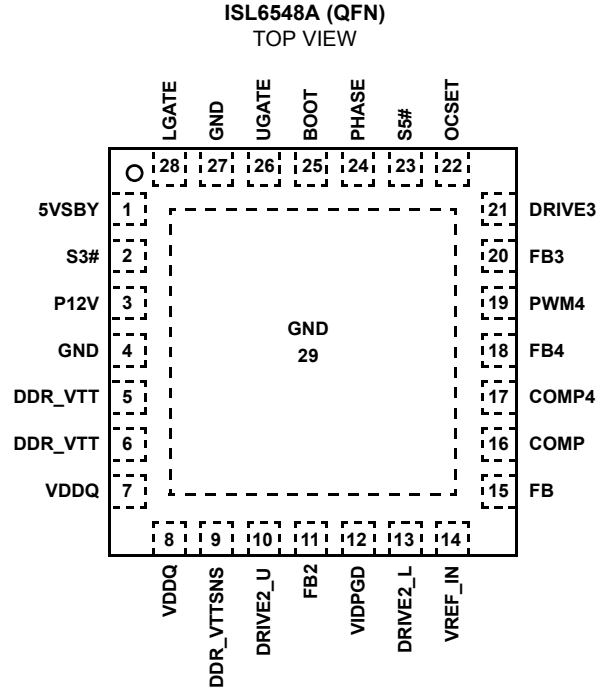 ISL6548A (QFN)
TOP VIEW
LGATE
GND
UGATE
BOOT
PHASE
S5#
OCSET
28 27 26 25 24 23 22
5VSBY 1
S3# 2
P12V 3
GND 4
DDR_VTT 5
DDR_VTT 6
VDDQ 7
GND
29
21 DRIVE3
20 FB3
19 PWM4
18 FB4
17 COMP4
16 COMP
15 FB
8 9 10 11 12 13 14
VDDQ
DDR_VTTSNS
DRIVE2_U
FB2
VIDPGD
DRIVE2_L
VREF_IN